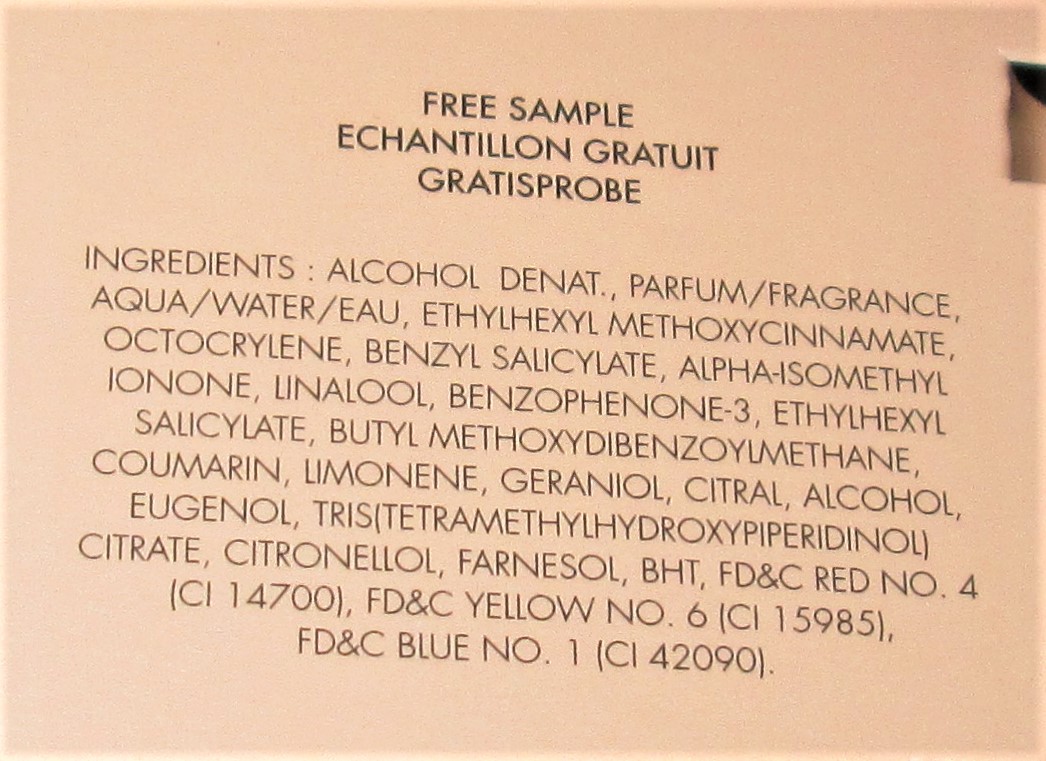 FREE SAMPLE
ECHANTILLON GRATUIT
GRATISPROBE
INGREDIENTS : ALCOHOL DENAT., PARFUM/FRAGRANCE,
AQUA/WATER/EAU, ETHYLHEXYL METHOXYCINNAMATE,
OCTOCRYLENE, BENZYL SALICYLATE, ALPHA-ISOMETHYL
IONONE, LINALOOL, BENZOPHENONE-3, ETHYLHEXYL
SALICYLATE, BUTYL METHOXYDIBENZOYLMETHANE,
COUMARIN, LIMONENE, GERANIOL, CITRAL, ALCOHOL,
EUGENOL, TRIS(TETRAMETHYLHYDROXYPIPERIDINOL)
CITRATE, CITRONELLOL, FARNESOL, BHT, FD&C RED NO. 4
(CI 14700), FD&C YELLOW NO. 6 (CI 15985),
FD&C BLUE NO. 1 (CI 42090).